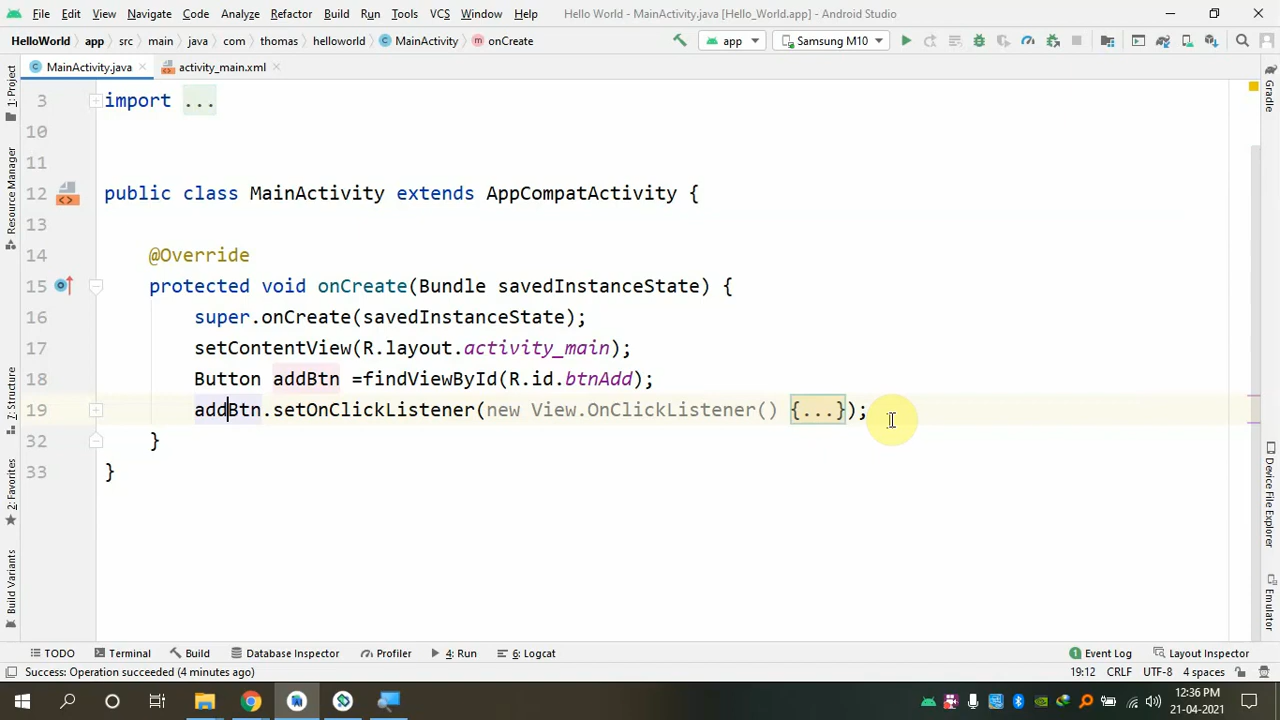 File Edit View Navigate Code Analyze Refactor Build Run Tools VCS Window Help Hello World - MainActivity.java [Hello_World.app] - Android Studio
HelloWorld app src main java com thomas helloworld MainActivity onCreate app Samsung M10
MainActivity.java activity_main.xml
3 import ...
10
11
12 public class MainActivity extends AppCompatActivity {
13
14 @Override
15 protected void onCreate(Bundle savedInstanceState) {
16 super.onCreate(savedInstanceState);
17 setContentView(R.layout.activity_main);
18 Button addBtn =findViewById(R.id.btnAdd);
19 addBtn.setOnClickListener(new View.OnClickListener() {...});
32 }
33 }
1: Project
Resource Manager
7: Structure
2: Favorites
Build Variants
Gradle
Device File Explorer
Emulator
TODO Terminal Build Database Inspector Profiler 4: Run 6: Logcat 1 Event Log Layout Inspector
Success: Operation succeeded (4 minutes ago) 19:12 CRLF UTF-8 4 spaces
12:36 PM
21-04-2021